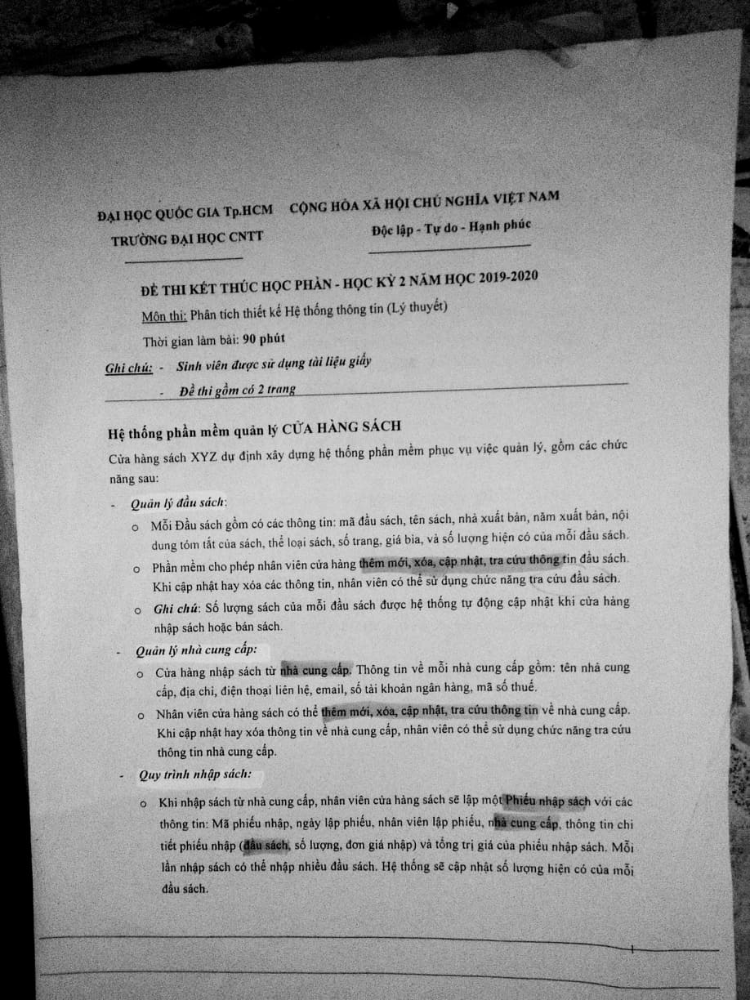 ĐẠI HỌC QUỐC GIA Tp.HCM CỘNG HÒA XÃ HỘI CHỦ NGHĨA VIỆT NAM
TRƯỜNG ĐẠI HỌC CNTT Độc lập - Tự do - Hạnh phúc
ĐỀ THI KẾT THÚC HỌC PHẦN - HỌC KỲ 2 NĂM HỌC 2019-2020
Môn thi: Phân tích thiết kế Hệ thống thông tin (Lý thuyết)
Thời gian làm bài: 90 phút
Ghi chú: - Sinh viên được sử dụng tài liệu giấy
- Đề thi gồm có 2 trang
Hệ thống phần mềm quản lý CỬA HÀNG SÁCH
Cửa hàng sách XYZ dự định xây dựng hệ thống phần mềm phục vụ việc quản lý, gồm các chức
năng sau:
- Quản lý đầu sách:
o Mỗi Đầu sách gồm có các thông tin: mã đầu sách, tên sách, nhà xuất bản, năm xuất bản, nội
dung tóm tắt của sách, thể loại sách, số trang, giá bìa, và số lượng hiện có của mỗi đầu sách.
o Phần mềm cho phép nhân viên cửa hàng thêm mới, xóa, cập nhật, tra cứu thông tin đầu sách.
Khi cập nhật hay xóa các thông tin, nhân viên có thể sử dụng chức năng tra cứu đầu sách.
o Ghi chú: Số lượng sách của mỗi đầu sách được hệ thống tự động cập nhật khi cửa hàng
nhập sách hoặc bán sách.
- Quản lý nhà cung cấp:
o Cửa hàng nhập sách từ nhà cung cấp. Thông tin về mỗi nhà cung cấp gồm: tên nhà cung
cấp, địa chỉ, điện thoại liên hệ, email, số tài khoản ngân hàng, mã số thuế.
o Nhân viên cửa hàng sách có thể thêm mới, xóa, cập nhật, tra cứu thông tin về nhà cung cấp.
Khi cập nhật hay xóa thông tin về nhà cung cấp, nhân viên có thể sử dụng chức năng tra cứu
thông tin nhà cung cấp.
- Quy trình nhập sách:
o Khi nhập sách từ nhà cung cấp, nhân viên cửa hàng sách sẽ lập một Phiếu nhập sách với các
thông tin: Mã phiếu nhập, ngày lập phiếu, nhân viên lập phiếu, nhà cung cấp, thông tin chi
tiết phiếu nhập (đầu sách, số lượng, đơn giá nhập) và tổng trị giá của phiếu nhập sách. Mỗi
lần nhập sách có thể nhập nhiều đầu sách. Hệ thống sẽ cập nhật số lượng hiện có của mỗi
đầu sách.
1